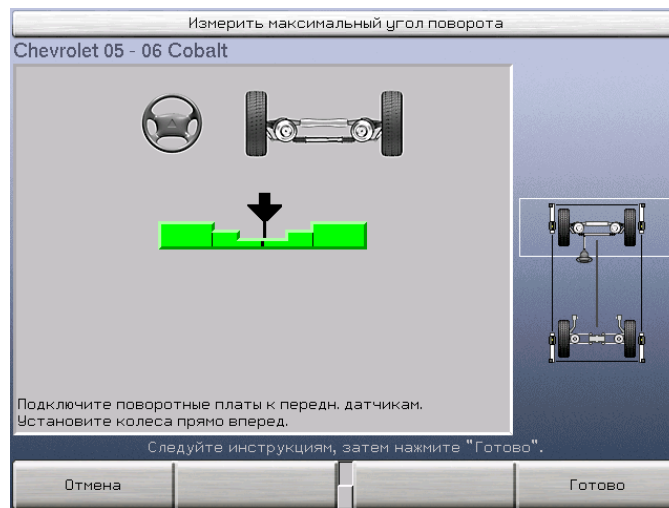 Измерить максимальный угол поворота
Chevrolet 05 - 06 Cobalt
Подключите поворотные платы к передн. датчикам.
Установите колеса прямо вперед.
Следуйте инструкциям, затем нажмите "Готово".
Отмена
Готово